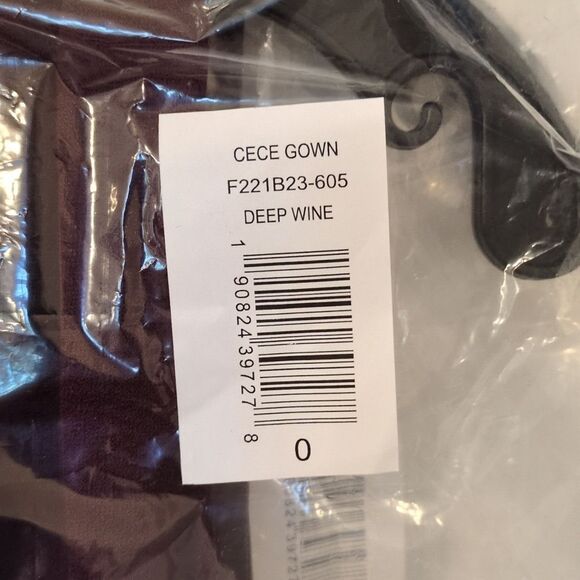 CECE GOWN
F221B23-605
DEEP WINE
1 90824 39727 8
0